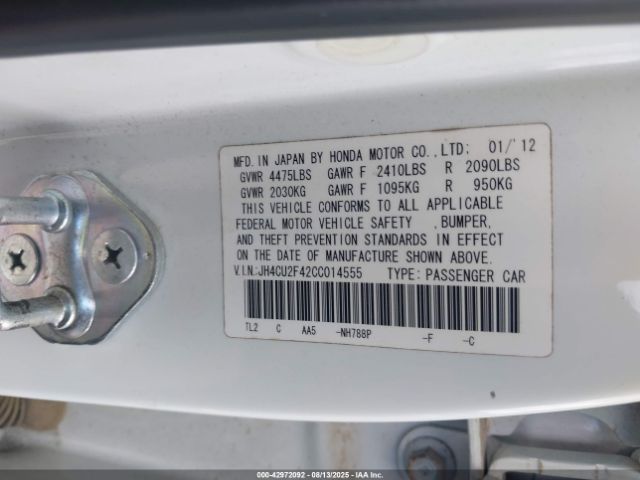 MFD. IN JAPAN BY HONDA MOTOR CO., LTD: 01/'12
GVWR 4475LBS GAWR F 2410LBS R 2090LBS
GVWR 2030KG GAWR F 1095KG R 950KG
THIS VEHICLE CONFORMS TO ALL APPLICABLE
FEDERAL MOTOR VEHICLE SAFETY , BUMPER,
AND THEFT PREVENTION STANDARDS IN EFFECT
ON THE DATE OF MANUFACTURE SHOWN ABOVE.
V.I.N.:JH4CU2F42CC014555 TYPE: PASSENGER CAR
TL2 C AA5 -NH788P -F -C
000-42972092 - 08/13/2025 - IAA Inc.